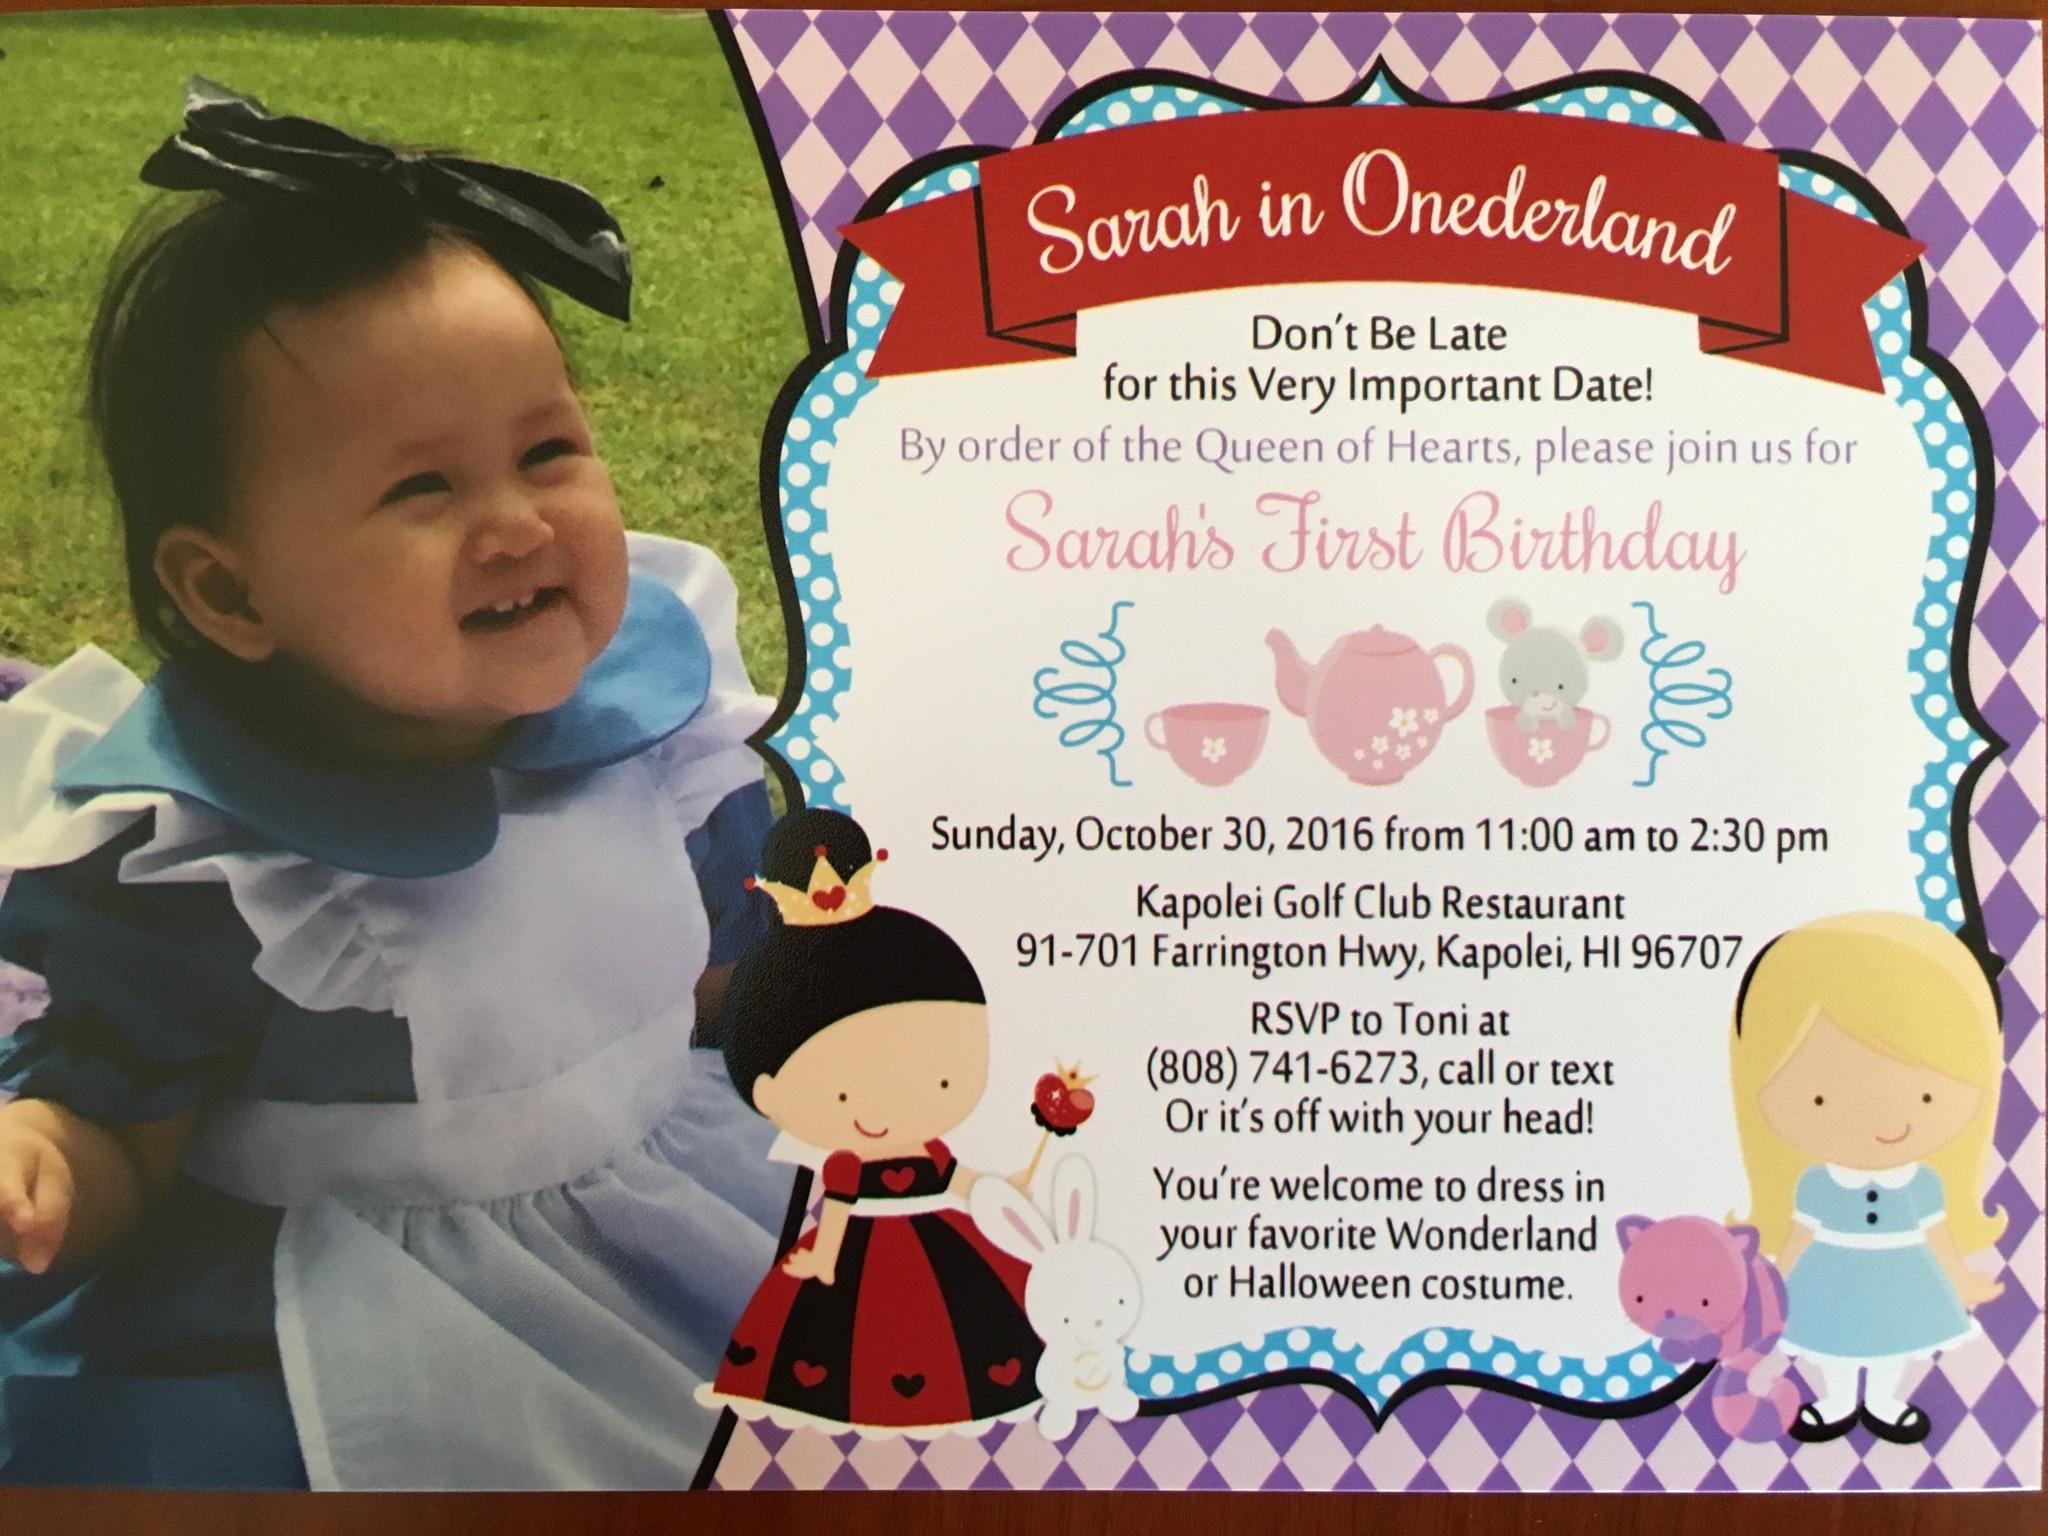 Sarah in Onederland
Don't Be Late
for this Very Important Date!
By order of the Queen of Hearts, please join us for
Sarah's First Birthday
Sunday, October 30, 2016 from 11:00 am to 2:30 pm
Kapolei Golf Club Restaurant
91-701 Farrington Hwy, Kapolei, HI 96707
RSVP to Toni at
(808) 741-6273, call or text
Or it's off with your head!
You're welcome to dress in
your favorite Wonderland
or Halloween costume.